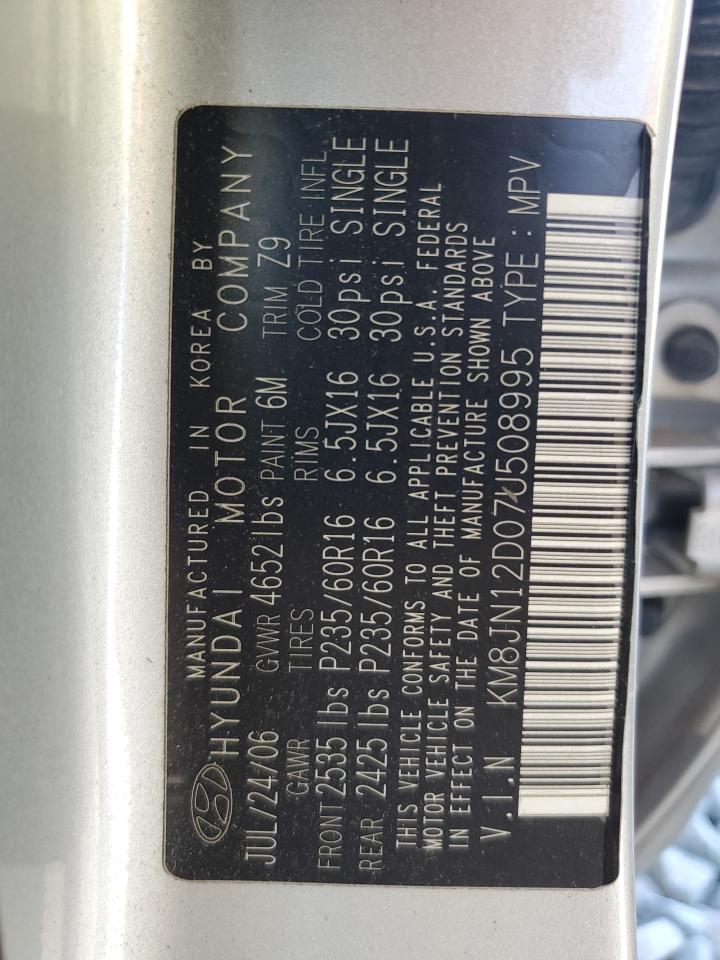 MANUFACTURED IN KOREA BY
HYUNDAI MOTOR COMPANY
JUL/24/06 GVWR 4652 lbs PAINT 6M TRIM Z9
GAWR TIRES RIMS COLD TIRE INFL
FRONT 2535 lbs P235/60R16 6.5JX16 30psi SINGLE
REAR 2425 lbs P235/60R16 6.5JX16 30psi SINGLE
THIS VEHICLE CONFORMS TO ALL APPLICABLE U.S.A. FEDERAL
MOTOR VEHICLE SAFETY AND THEFT PREVENTION STANDARDS
IN EFFECT ON THE DATE OF MANUFACTURE SHOWN ABOVE
V.I.N KM8JN12D07U508995 TYPE : MPV